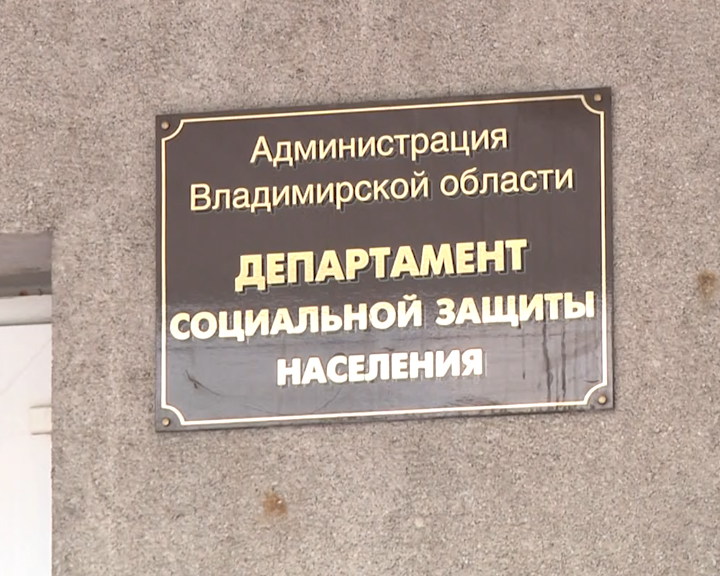 Администрация
Владимирской области
ДЕПАРТАМЕНТ
СОЦИАЛЬНОЙ ЗАЩИТЫ
НАСЕЛЕНИЯ